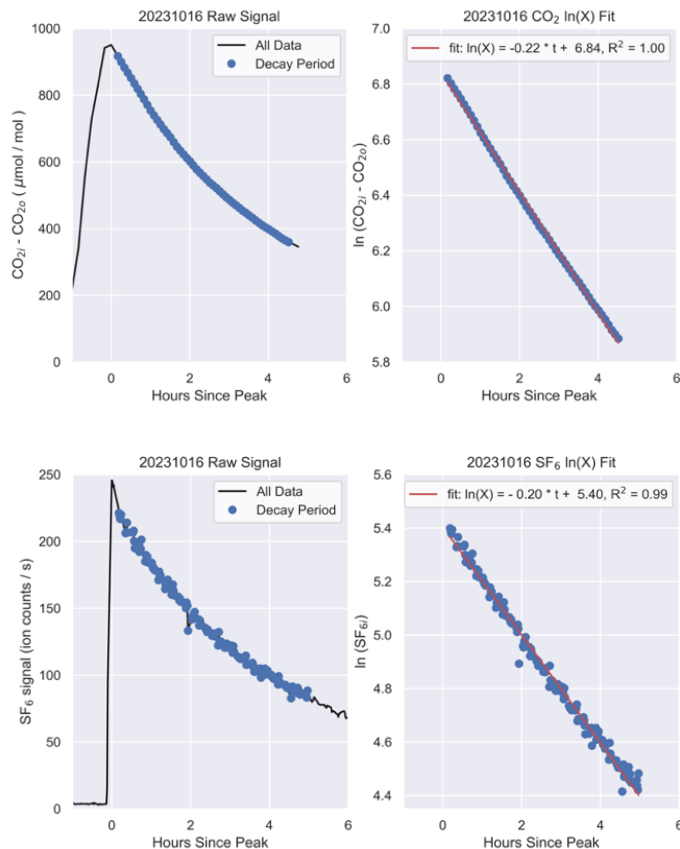 20231016 Raw Signal
1000
800
600
400
200
0
CO₂ᵢ - CO₂ₒ ( μmol / mol )
All Data
Decay Period
0
2
4
6
Hours Since Peak
20231016 CO₂ ln(X) Fit
7.0
6.8
6.6
6.4
6.2
6.0
5.8
ln (CO₂ᵢ - CO₂ₒ)
fit: ln(X) = -0.22 * t + 6.84, R² = 1.00
0
2
4
6
Hours Since Peak
20231016 Raw Signal
250
200
150
100
50
0
SF₆ signal (ion counts / s)
All Data
Decay Period
0
2
4
6
Hours Since Peak
20231016 SF₆ ln(X) Fit
5.6
5.4
5.2
5.0
4.8
4.6
4.4
ln (SF₆ᵢ)
fit: ln(X) = - 0.20 * t + 5.40, R² = 0.99
0
2
4
6
Hours Since Peak